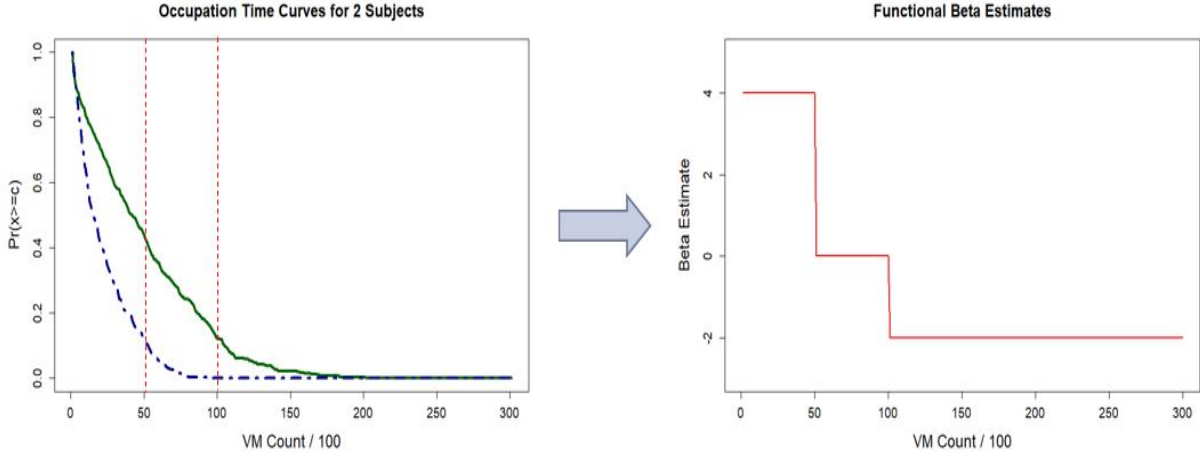 Occupation Time Curves for 2 Subjects
Pr(x>=c)
1.0
0.8
0.6
0.4
0.2
0.0
0 50 100 150 200 250 300
VM Count / 100
Functional Beta Estimates
Beta Estimate
4
2
0
-2
0 50 100 150 200 250 300
VM Count / 100